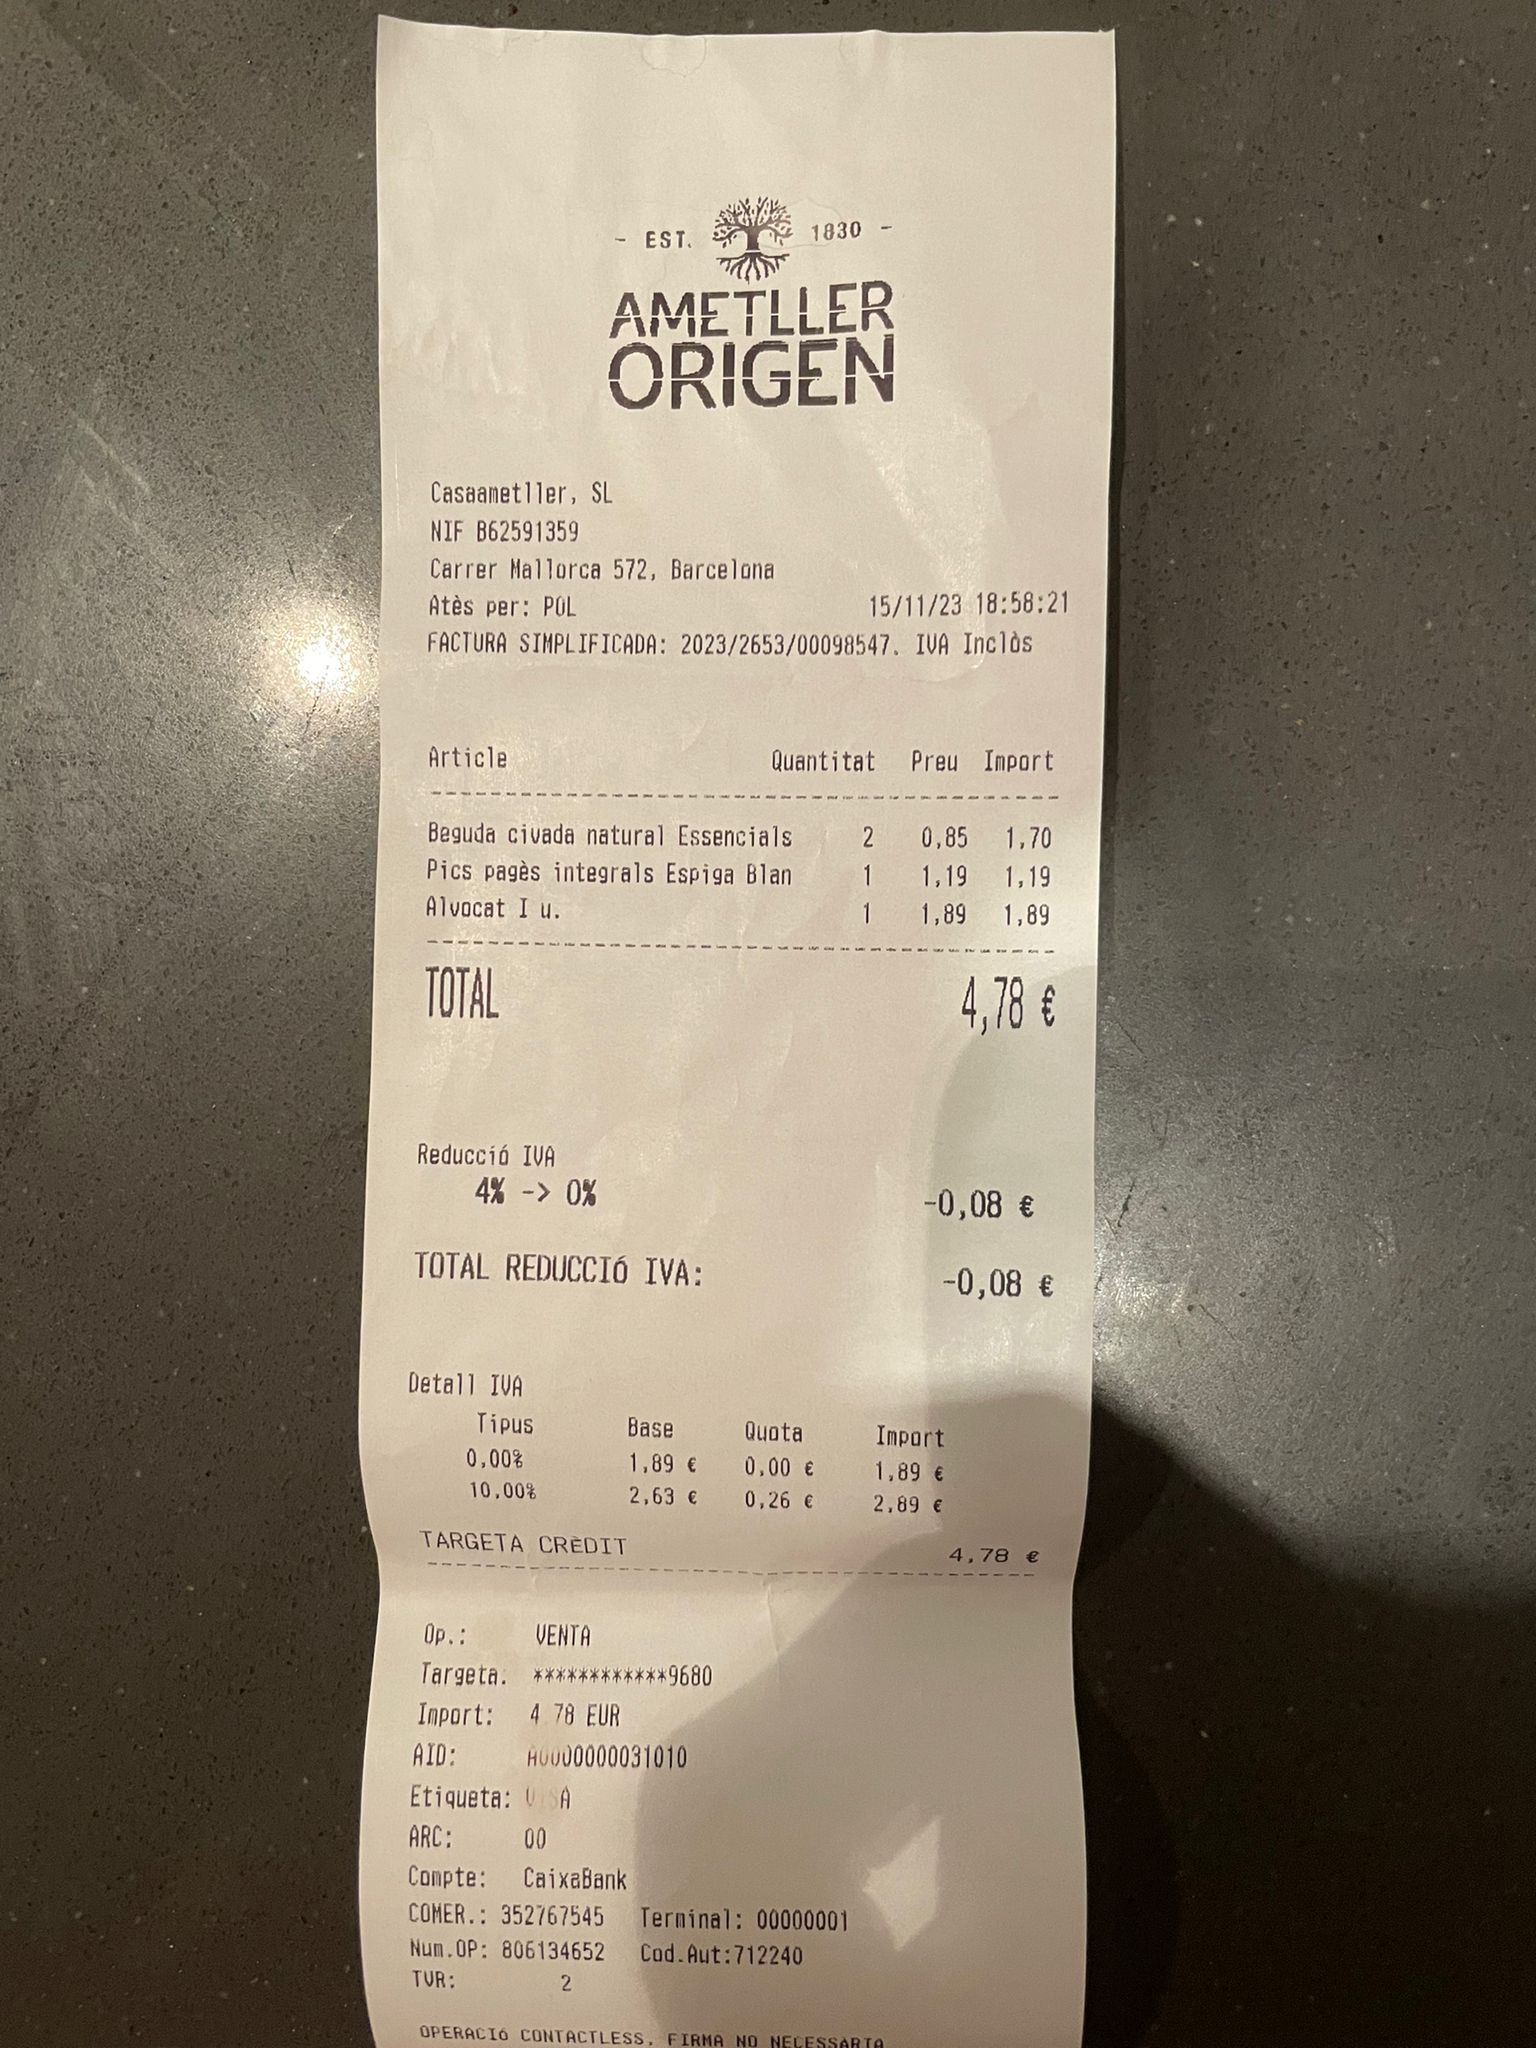 - EST. 1830 -
AMETLLER
ORIGEN
Casaametller, SL
NIF B62591359
Carrer Mallorca 572, Barcelona
Atès per: POL 15/11/23 18:58:21
FACTURA SIMPLIFICADA: 2023/2653/00098547. IVA Inclòs
Article Quantitat Preu Import
Beguda civada natural Essencials 2 0,85 1,70
Pics pagès integrals Espiga Blan 1 1,19 1,19
Alvocat I u. 1 1,89 1,89
TOTAL 4,78 €
Reducció IVA
4% -> 0% -0,08 €
TOTAL REDUCCIÓ IVA: -0,08 €
Detall IVA
Tipus Base Quota Import
0,00% 1,89 € 0,00 € 1,89 €
10,00% 2,63 € 0,26 € 2,89 €
TARGETA CRÈDIT 4,78 €
Op.: VENTA
Targeta: ************9680
Import: 4 78 EUR
AID: A0000000031010
Etiqueta: VISA
ARC: 00
Compte: CaixaBank
COMER.: 352767545 Terminal: 00000001
Num.OP: 806134652 Cod.Aut:712240
TVR: 2
OPERACIÓ CONTACTLESS. FIRMA NO NECESSARIA